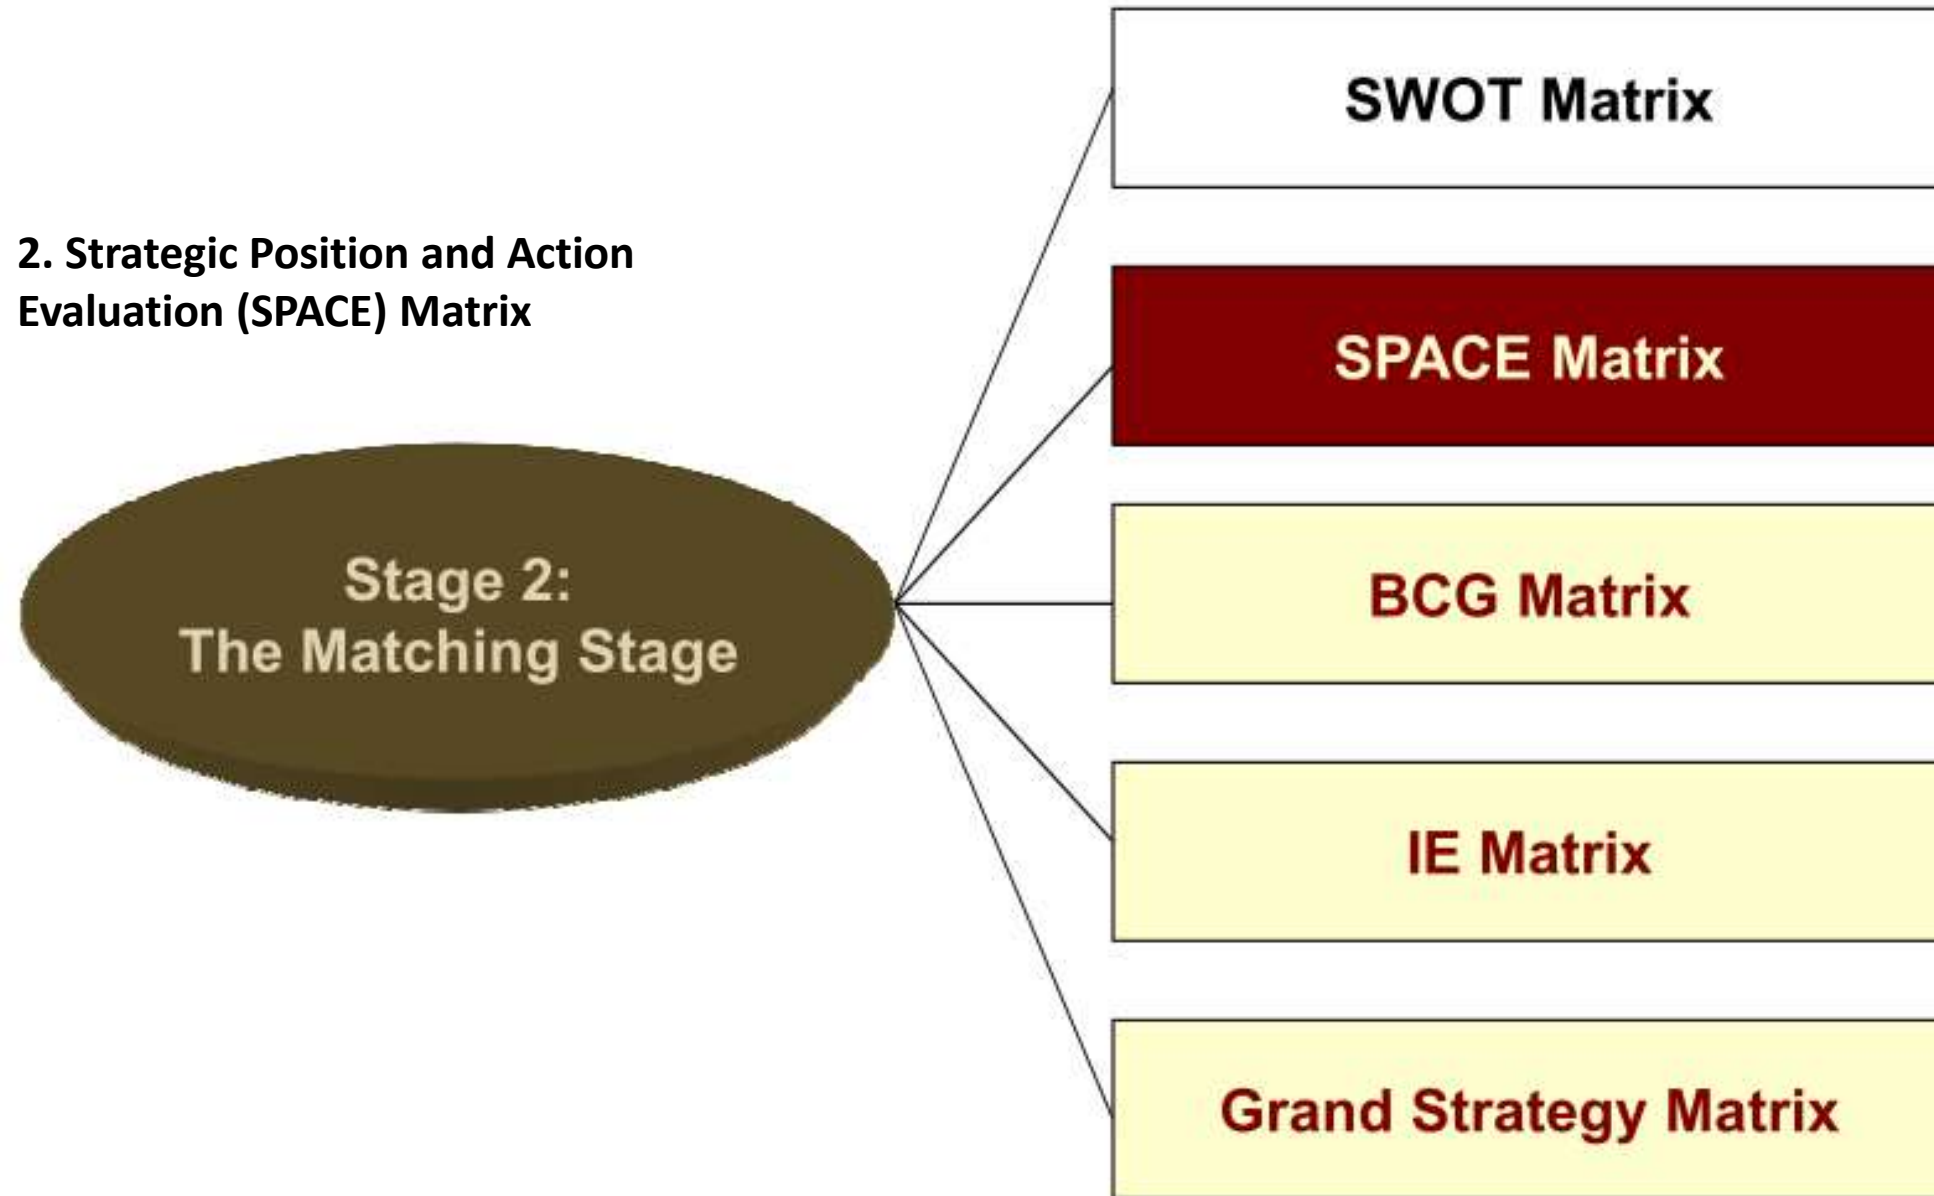 2. Strategic Position and Action
Evaluation (SPACE) Matrix
Stage 2:
The Matching Stage
SWOT Matrix
SPACE Matrix
BCG Matrix
IE Matrix
Grand Strategy Matrix